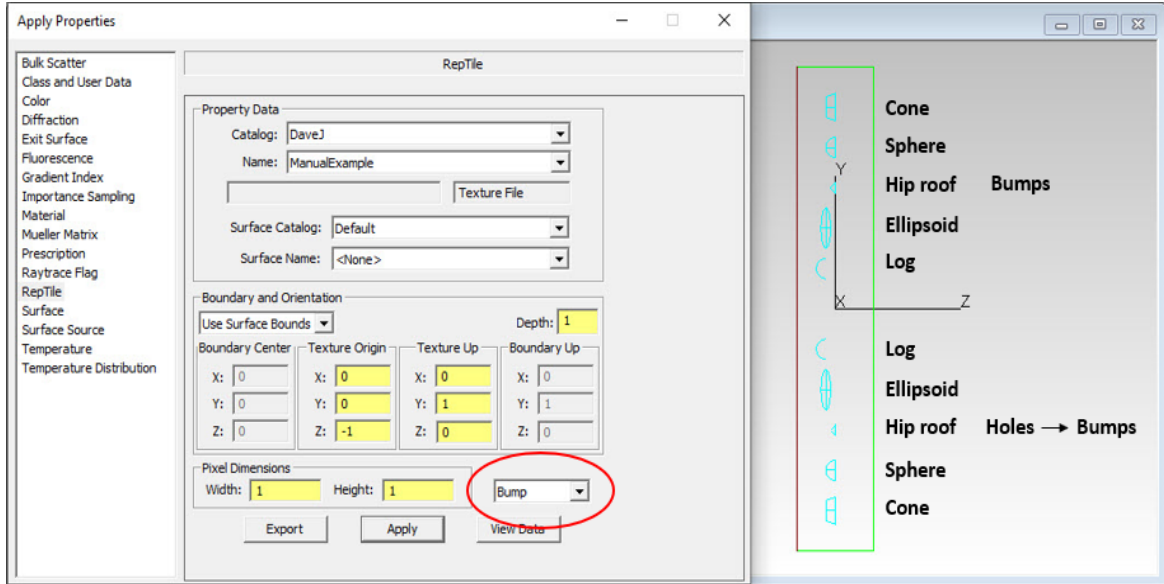 Apply Properties
Bulk Scatter
Class and User Data
Color
Diffraction
Exit Surface
Fluorescence
Gradient Index
Importance Sampling
Material
Mueller Matrix
Prescription
Raytrace Flag
RepTile
Surface
Surface Source
Temperature
Temperature Distribution
RepTile
Property Data
Catalog: DaveJ
Name: ManualExample
Texture File
Surface Catalog: Default
Surface Name: <None>
Boundary and Orientation
Use Surface Bounds Depth: 1
Boundary Center Texture Origin Texture Up Boundary Up
X: 0 X: 0 X: 0 X: 0
Y: 0 Y: 0 Y: 1 Y: 1
Z: 0 Z: -1 Z: 0 Z: 0
Pixel Dimensions
Width: 1 Height: 1 Bump
Export Apply View Data
Cone
Sphere
Y
Hip roof Bumps
Ellipsoid
Log
X Z
Log
Ellipsoid
Hip roof Holes → Bumps
Sphere
Cone